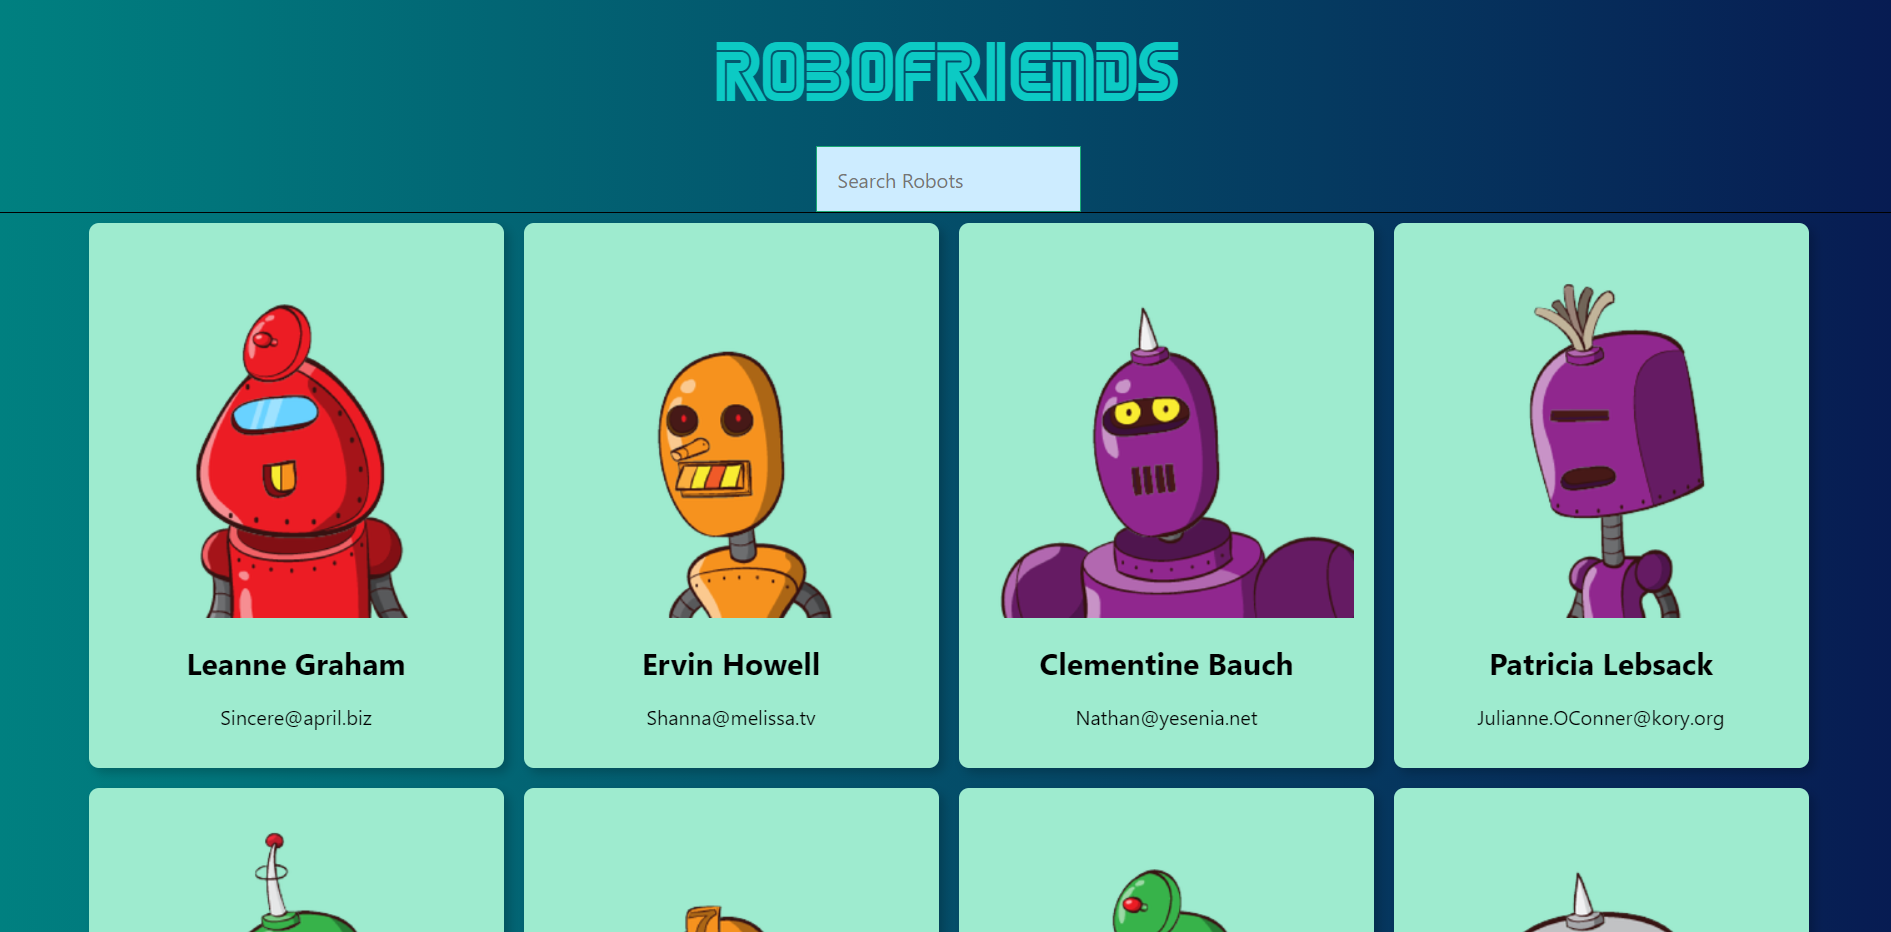 ROBOFRIENDS
Search Robots
Leanne Graham
Ervin Howell
Clementine Bauch
Patricia Lebsack
Sincere@april.biz
Shanna@melissa.tv
Nathan@yesenia.net
Julianne.OConner@kory.org
7